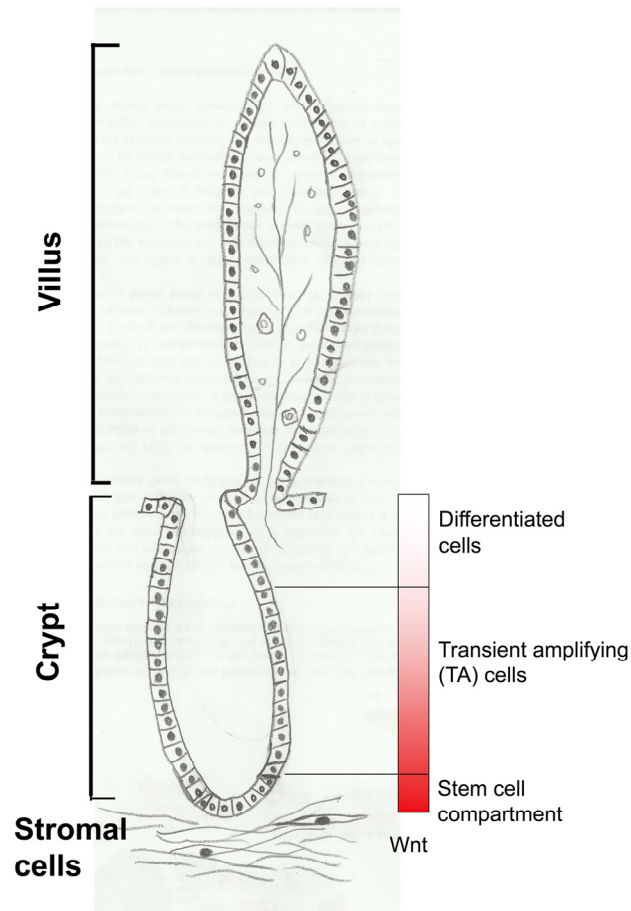 Villus
Crypt
Differentiated
cells
Transient amplifying
(TA) cells
Stem cell
compartment
Wnt
Stromal
cells